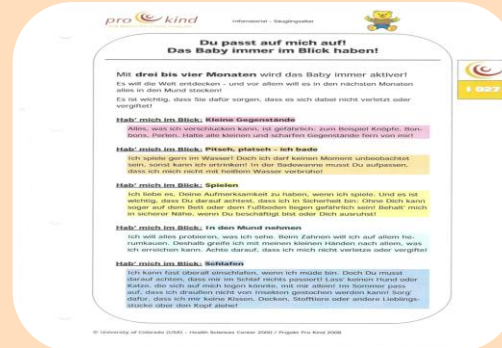 pro kind
Infomaterial - Säuglingsalter
Du passt auf mich auf!
Das Baby immer im Blick haben!
Mit drei bis vier Monaten wird das Baby immer aktiver!
Es will die Welt entdecken - und vor allem will es in den nächsten Monaten
alles in den Mund stecken!
Es ist wichtig, dass Sie dafür sorgen, dass es sich dabei nicht verletzt oder
vergiftet!
I 027
Hab' mich im Blick: Kleine Gegenstände
Alles, was ich verschlucken kann, ist gefährlich: zum Beispiel Knöpfe, Bon-
bons, Perlen. Halte alle kleinen und scharfen Gegenstände fern von mir!
Hab' mich im Blick: Pitsch, platsch - ich bade
Ich spiele gern im Wasser! Doch ich darf keinen Moment unbeobachtet
sein, sonst kann ich ertrinken! In der Badewanne musst Du aufpassen,
dass ich mich nicht mit heißem Wasser verbrühe!
Hab' mich im Blick: Spielen
Ich liebe es, Deine Aufmerksamkeit zu haben, wenn ich spiele. Und es ist
wichtig, dass Du darauf achtest, dass ich in Sicherheit bin: Ohne Dich kann
sogar auf dem Bett oder dem Fußboden liegen gefährlich sein! Behalt' mich
in sicherer Nähe, wenn Du beschäftigt bist oder Dich ausruhst!
Hab' mich im Blick: In den Mund nehmen
Ich will alles probieren, was ich sehe. Beim Zahnen will ich auf allem he-
rumkauen. Deshalb greife ich mit meinen kleinen Händen nach allem, was
ich erreichen kann. Achte darauf, dass ich mich nicht verletze oder vergifte!
Hab' mich im Blick: Schlafen
Ich kann fast überall einschlafen, wenn ich müde bin. Doch Du musst
darauf achten, dass mir im Schlaf nichts passiert! Lass' keinen Hund oder
Katze, die sich auf mich legen könnte, mit mir allein! Im Sommer pass
auf, dass ich draußen nicht von Insekten gestochen werden kann! Sorg'
dafür, dass ich mir keine Kissen, Decken, Stofftiere oder andere Lieblings-
stücke über den Kopf ziehe!
© University of Colorado (USA) - Health Sciences Center 2000 / Projekt Pro Kind 2008